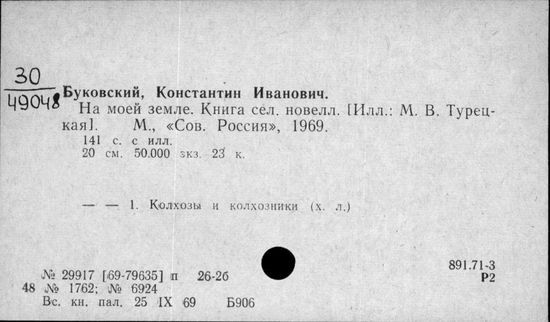 30
49048
Буковский, Константин Иванович.
На моей земле. Книга сел. новелл. [Илл.: М. В. Турец-
кая]. М., «Сов. Россия», 1969.
141 с. с илл.
20 см. 50.000 экз. 23 к.
— — 1. Колхозы и колхозники (х. л.)
891.71-3
Р2
№ 29917 [69-79635] п 26-2б
48 № 1762; № 6924
Вс. кн. пал. 25 IX 69 Б906